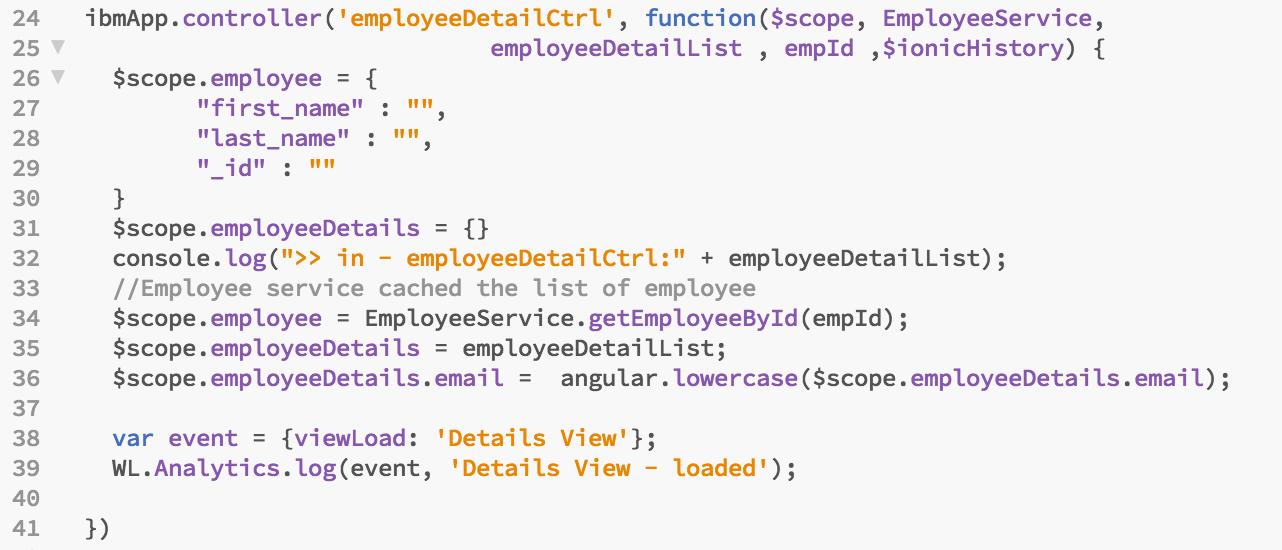 24 ibmApp.controller('employeeDetailCtrl', function($scope, EmployeeService,
25 employeeDetailList , empId ,$ionicHistory) {
26 $scope.employee = {
27 "first_name" : "",
28 "last_name" : "",
29 "_id" : ""
30 }
31 $scope.employeeDetails = {}
32 console.log(">> in - employeeDetailCtrl:" + employeeDetailList);
33 //Employee service cached the list of employee
34 $scope.employee = EmployeeService.getEmployeeById(empId);
35 $scope.employeeDetails = employeeDetailList;
36 $scope.employeeDetails.email =  angular.lowercase($scope.employeeDetails.email);
37
38 var event = {viewLoad: 'Details View'};
39 WL.Analytics.log(event, 'Details View - loaded');
40
41 })